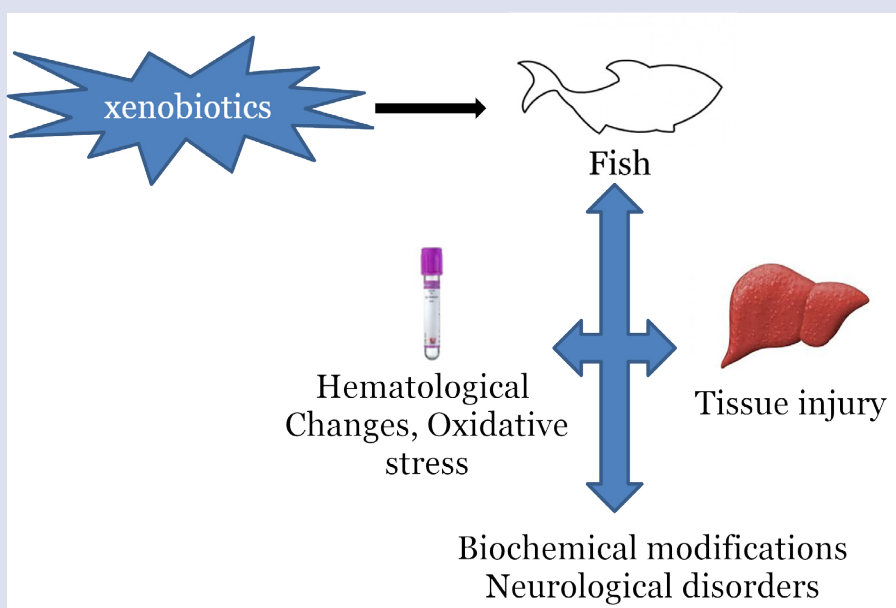 xenobiotics
Fish
Hematological
Changes, Oxidative
stress
Tissue injury
Biochemical modifications
Neurological disorders